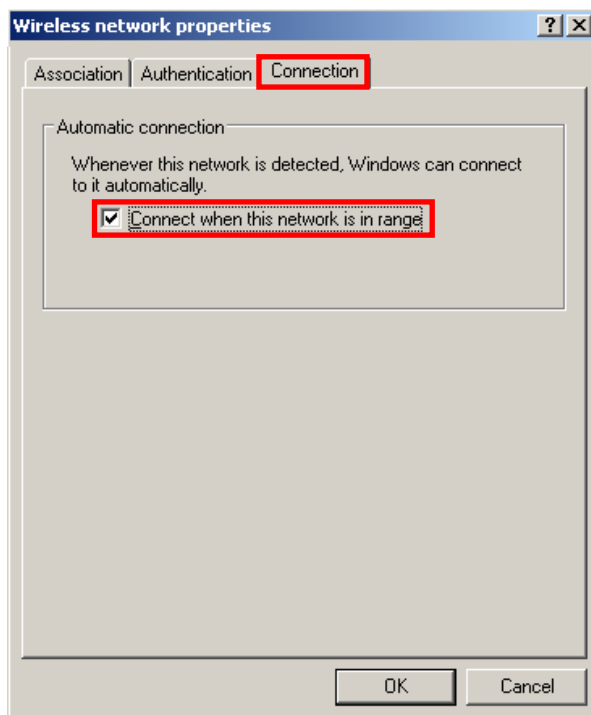 Wireless network properties
Association
Authentication
Connection
Automatic connection
Whenever this network is detected, Windows can connect
to it automatically.
Connect when this network is in range
OK
Cancel